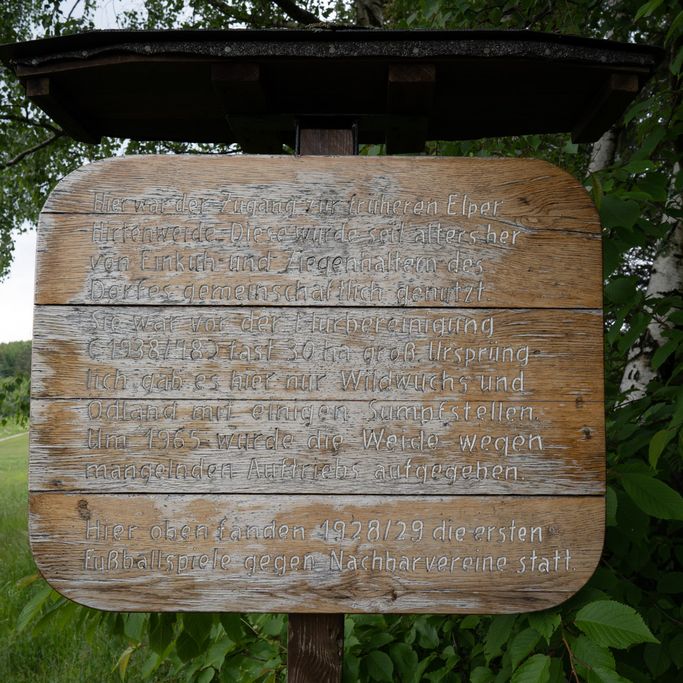 Hier war der Zugang zur früheren Elper
Hirtenweide. Diese wurde seit alters her
von Einkuh- und Ziegenhaltern des
Dorfes gemeinschaftlich genutzt.
Sie war vor der Flurbereinigung
fast 30 ha groß. Ursprüng-
lich gab es hier nur Wildwuchs und
Ödland mit einigen Sumpfstellen.
Um 1965 wurde die Weide wegen
mangelnden Auftriebs aufgegeben.
Hier oben fanden 1928/29 die ersten
Fußballspiele gegen Nachbarvereine statt.